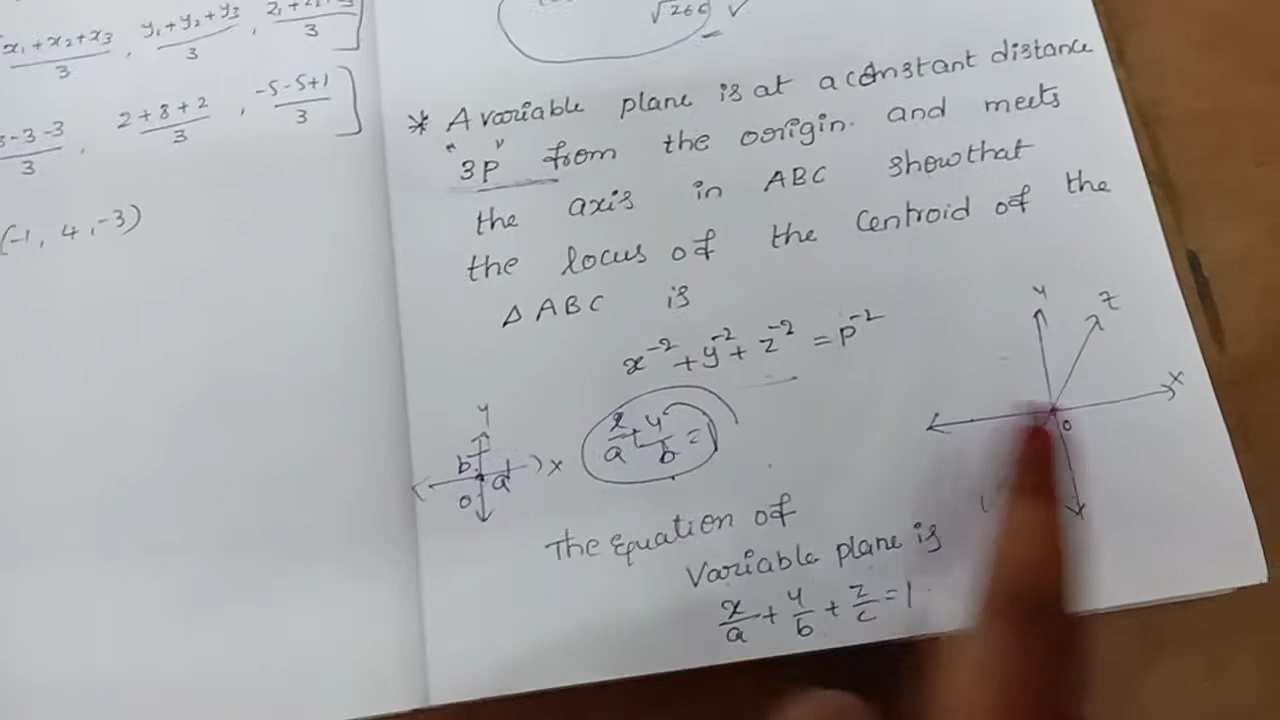 x₁+x₂+x₃/3 , y₁+y₂+y₃/3 ,
-3-3/3 , 2+8+2/3 , -5-5+1/3 ]
(-1, 4, -3)
* A variable plane is at a constant distance
"3P" from the oorigin. and meets
the axis in ABC show that
the locus of the centroid of the
Δ ABC is
x⁻² + y⁻² + z⁻² = p⁻²
y
b
o a x
x/a + y/b = 1
y z
x
o
The Equation of
Variable plane is
x/a + y/b + z/c = 1